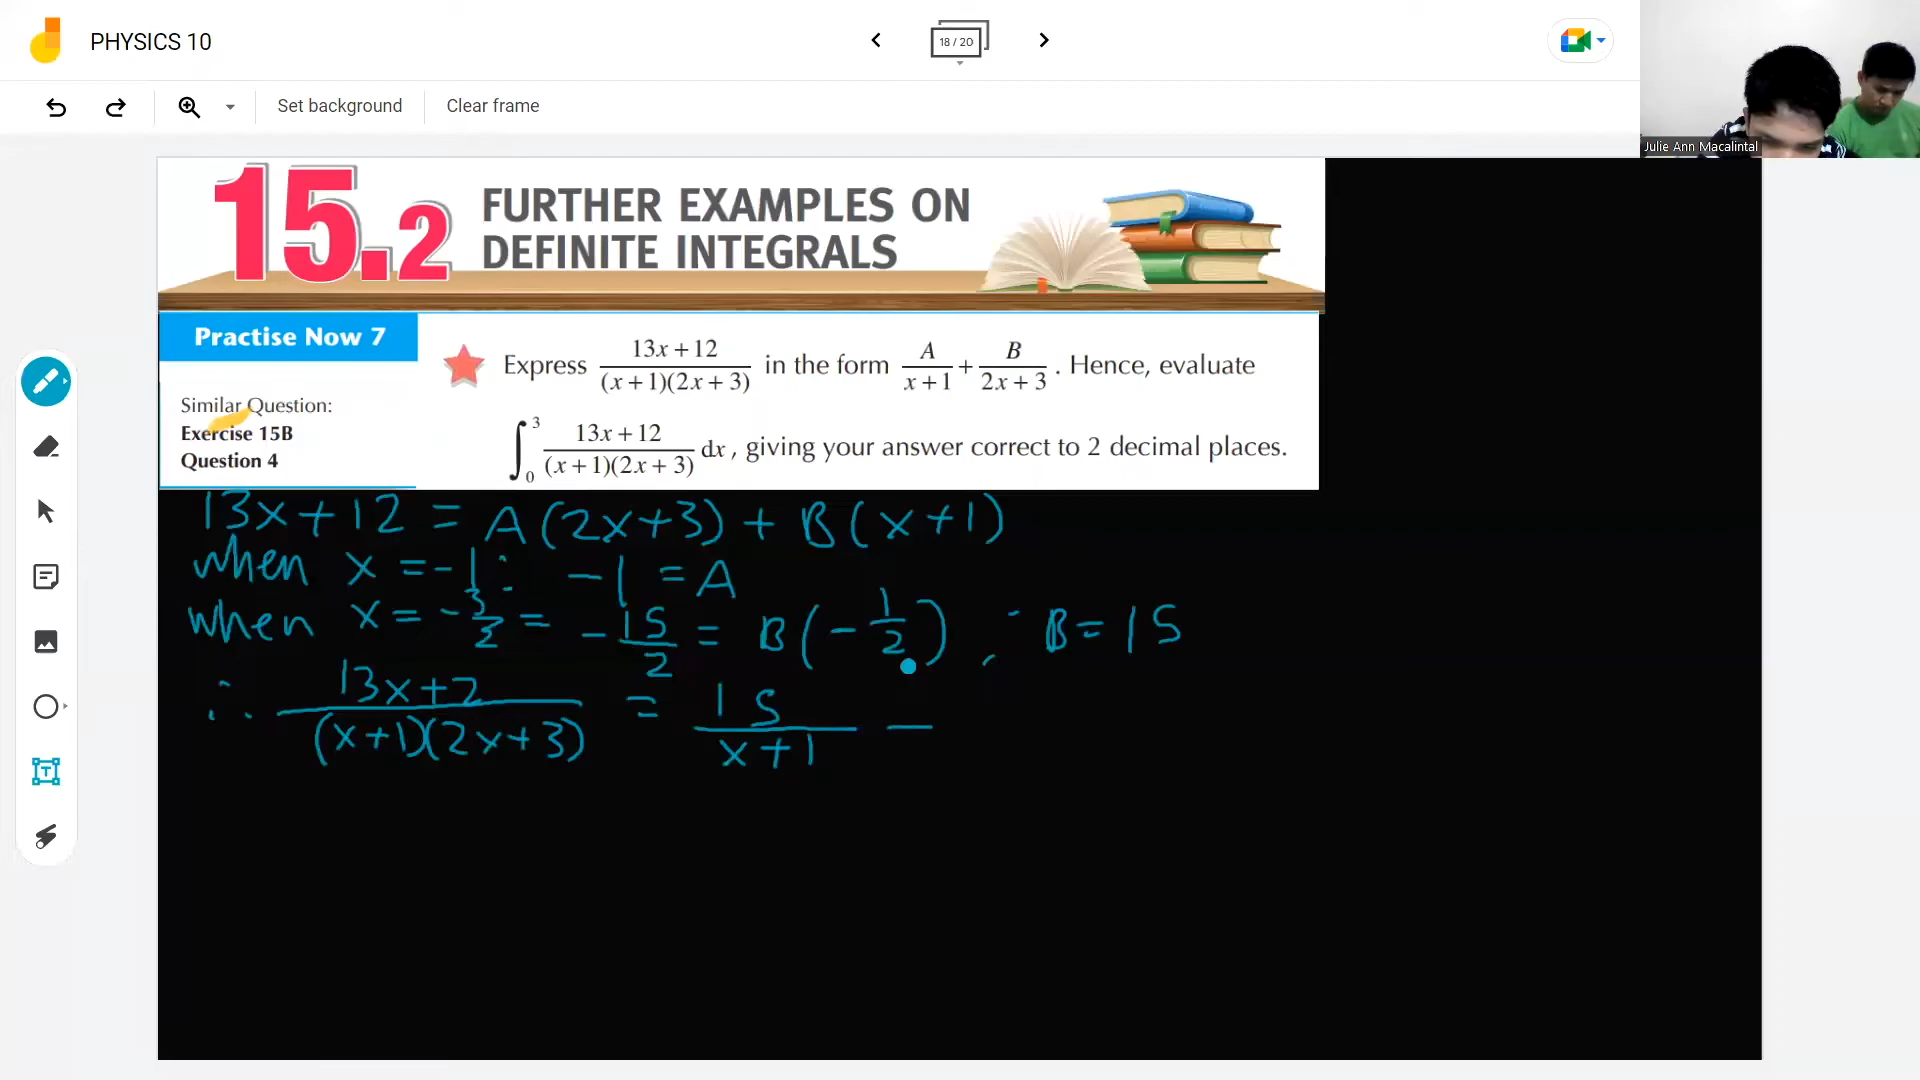 PHYSICS 10
18 / 20
Set background
Clear frame
Julie Ann Macalintal
15.2 FURTHER EXAMPLES ON
DEFINITE INTEGRALS
Practise Now 7
Similar Question:
Exercise 15B
Question 4
Express (13x + 12)/((x + 1)(2x + 3)) in the form A/(x + 1) + B/(2x + 3) . Hence, evaluate
∫₀³ (13x + 12)/((x + 1)(2x + 3)) dx , giving your answer correct to 2 decimal places.
13x + 12 = A(2x+3) + B(x+1)
when x = -1: -1 = A
when x = -3/2 = -15/2 = B(-1/2) ∴ B = 15
∴ (13x+2)/((x+1)(2x+3)) = 15/(x+1) —